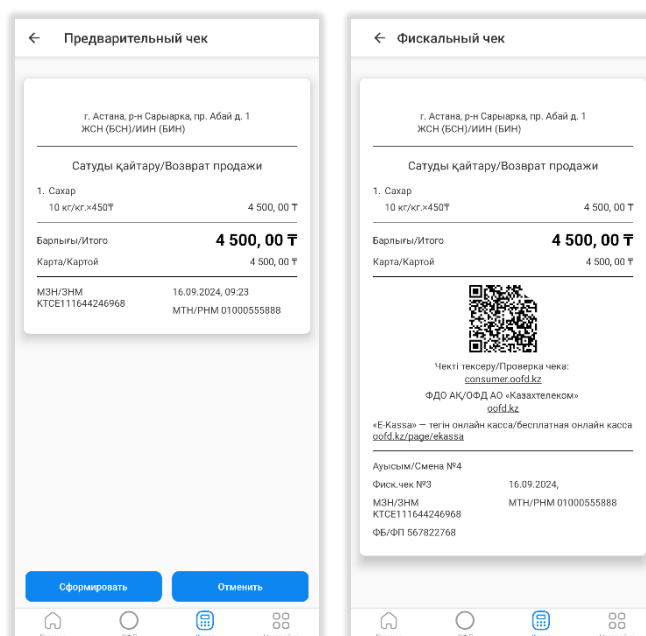 ← Предварительный чек
г. Астана, р-н Сарыарка, пр. Абай д. 1
ЖСН (БСН)/ИИН (БИН)
Сатуды қайтару/Возврат продажи
1. Сахар
10 кг/кг.×450₸ 4 500, 00 ₸
Барлығы/Итого 4 500, 00 ₸
Карта/Картой 4 500, 00 ₸
МЗН/ЗНМ 16.09.2024, 09:23
KTCE111644246968 МТН/РНМ 01000555888
Сформировать Отменить
← Фискальный чек
г. Астана, р-н Сарыарка, пр. Абай д. 1
ЖСН (БСН)/ИИН (БИН)
Сатуды қайтару/Возврат продажи
1. Сахар
10 кг/кг.×450₸ 4 500, 00 ₸
Барлығы/Итого 4 500, 00 ₸
Карта/Картой 4 500, 00 ₸
Чекті тексеру/Проверка чека:
consumer.oofd.kz
ФДО АҚ/ОФД АО «Казахтелеком»
oofd.kz
«E-Kassa» — тегін онлайн касса/бесплатная онлайн касса
oofd.kz/page/ekassa
Ауысым/Смена №4
Фиск.чек №3 16.09.2024,
МЗН/ЗНМ МТН/РНМ 01000555888
KTCE111644246968
ФБ/ФП 567822768